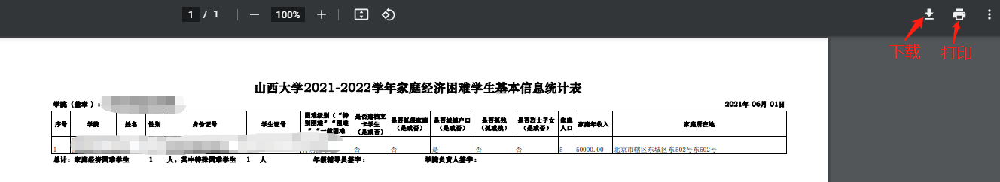 1 / 1
100%
下载 打印
山西大学2021-2022学年家庭经济困难学生基本信息统计表
学院（盖章）：
2021年 06月 01日
序号 学院 姓名 性别 身份证号 学生证号 困难级别（“特别困难”“困难”“一般困难 是否建档立卡学生（是或否） 是否低保家庭（是或否） 是否城镇户口（是或否） 是否孤残（孤或残） 是否烈士子女（是或否） 家庭人口 家庭年收入 家庭所在地
1 否 否 是 否 否 5 50000.00 北京市辖区东城区东502号东502号
总计：家庭经济困难学生 1 人，其中特殊困难学生 1 人 年级辅导员签字： 学院负责人签字：